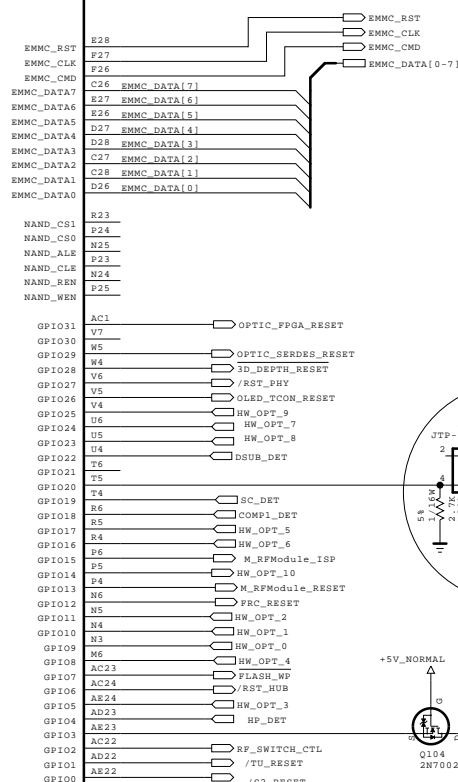 EMMC_RST
EMMC_CLK
EMMC_CMD
EMMC_DATA[0-7]
EMMC_RST E28
EMMC_CLK F27
EMMC_CMD F26
EMMC_DATA7 C26 EMMC_DATA[7]
EMMC_DATA6 E27 EMMC_DATA[6]
EMMC_DATA5 E26 EMMC_DATA[5]
EMMC_DATA4 D27 EMMC_DATA[4]
EMMC_DATA3 D28 EMMC_DATA[3]
EMMC_DATA2 C27 EMMC_DATA[2]
EMMC_DATA1 C28 EMMC_DATA[1]
EMMC_DATA0 D26 EMMC_DATA[0]
NAND_CS1 R23
NAND_CS0 P24
NAND_ALE N25
NAND_CLE P23
NAND_REN N24
NAND_WEN P25
GPIO31 AC1 OPTIC_FPGA_RESET
GPIO30 V7
GPIO29 W5 OPTIC_SERDES_RESET
GPIO28 W4 3D_DEPTH_RESET
GPIO27 V6 /RST_PHY
GPIO26 V5 OLED_TCON_RESET
GPIO25 V4 HW_OPT_9
GPIO24 U6 HW_OPT_7
GPIO23 U5 HW_OPT_8
GPIO22 U4 DSUB_DET
GPIO21 T6
GPIO20 T5
GPIO19 T4 SC_DET
GPIO18 R6 COMP1_DET
GPIO17 R5 HW_OPT_5
GPIO16 R4 HW_OPT_6
GPIO15 P6 M_RFModule_ISP
GPIO14 P5 HW_OPT_10
GPIO13 P4 M_RFModule_RESET
GPIO12 N6 FRC_RESET
GPIO11 N5 HW_OPT_2
GPIO10 N4 HW_OPT_1
GPIO9 N3 HW_OPT_0
GPIO8 M6 HW_OPT_4
GPIO7 AC23 FLASH_WP
GPIO6 AC24 /RST_HUB
GPIO5 AE24 HW_OPT_3
GPIO4 AD23 HP_DET
GPIO3 AE23
GPIO2 AC22 RF_SWITCH_CTL
GPIO1 AD22 /TU_RESET
GPIO0 AE22
JTP-
2
4
5%
1/16W
2.7K
+5V_NORMAL
G
S
D
Q104
2N7002